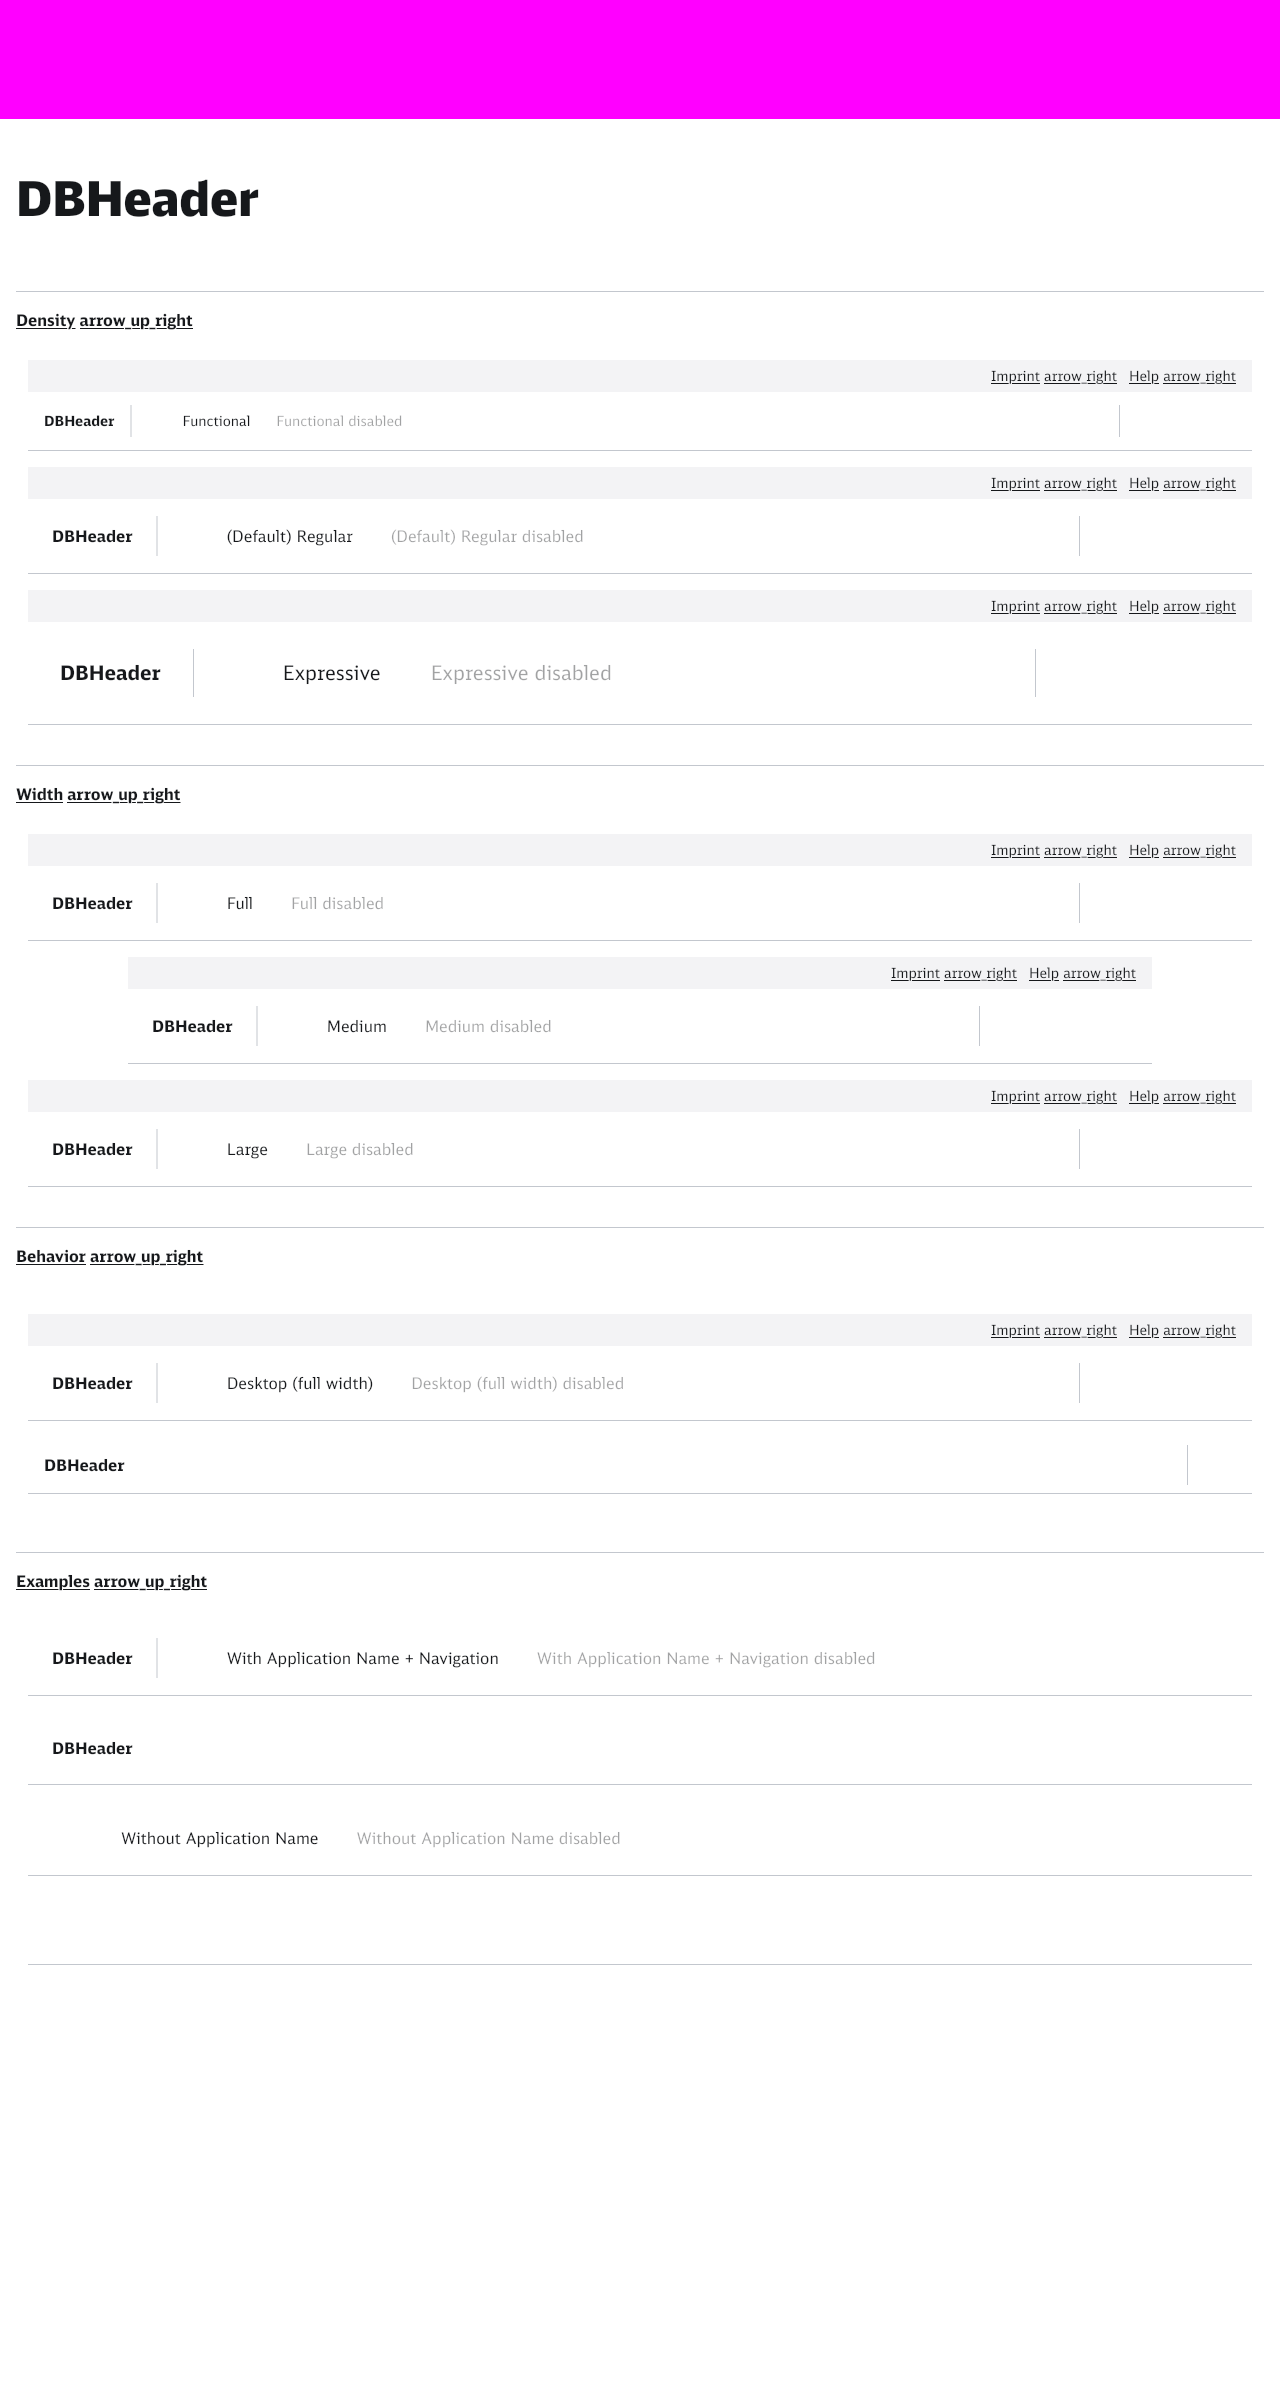 DBHeader
Density arrow_up_right
Imprint arrow_right Help arrow_right
DBHeader Functional Functional disabled
Imprint arrow_right Help arrow_right
DBHeader (Default) Regular (Default) Regular disabled
Imprint arrow_right Help arrow_right
DBHeader Expressive Expressive disabled
Width arrow_up_right
Imprint arrow_right Help arrow_right
DBHeader Full Full disabled
Imprint arrow_right Help arrow_right
DBHeader Medium Medium disabled
Imprint arrow_right Help arrow_right
DBHeader Large Large disabled
Behavior arrow_up_right
Imprint arrow_right Help arrow_right
DBHeader Desktop (full width) Desktop (full width) disabled
DBHeader
Examples arrow_up_right
DBHeader With Application Name + Navigation With Application Name + Navigation disabled
DBHeader
Without Application Name Without Application Name disabled